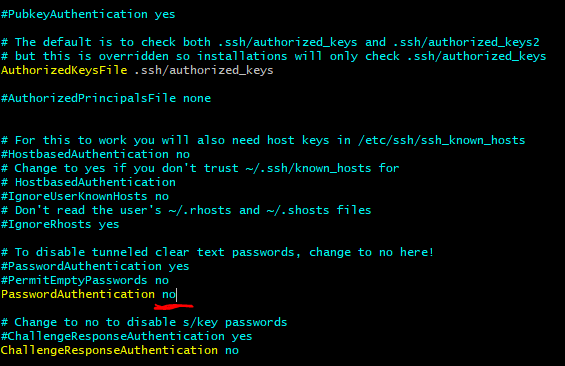 #PubkeyAuthentication yes
# The default is to check both .ssh/authorized_keys and .ssh/authorized_keys2
# but this is overridden so installations will only check .ssh/authorized_keys
AuthorizedKeysFile .ssh/authorized_keys
#AuthorizedPrincipalsFile none
# For this to work you will also need host keys in /etc/ssh/ssh_known_hosts
#HostbasedAuthentication no
# Change to yes if you don't trust ~/.ssh/known_hosts for
# HostbasedAuthentication
#IgnoreUserKnownHosts no
# Don't read the user's ~/.rhosts and ~/.shosts files
#IgnoreRhosts yes
# To disable tunneled clear text passwords, change to no here!
#PasswordAuthentication yes
#PermitEmptyPasswords no
PasswordAuthentication no
# Change to no to disable s/key passwords
#ChallengeResponseAuthentication yes
ChallengeResponseAuthentication no